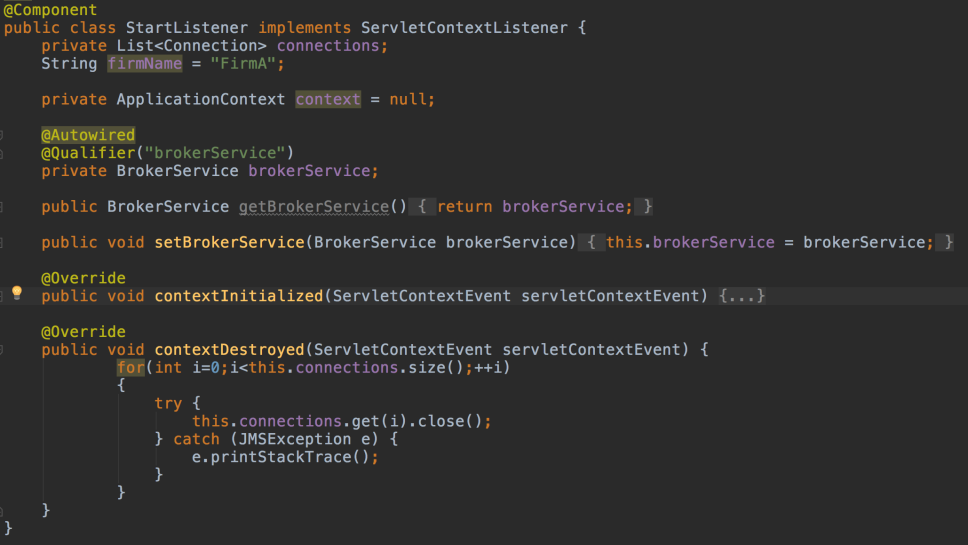 @Component
public class StartListener implements ServletContextListener {
    private List<Connection> connections;
    String firmName = "FirmA";
    private ApplicationContext context = null;
    @Autowired
    @Qualifier("brokerService")
    private BrokerService brokerService;
    public BrokerService getBrokerService() { return brokerService; }
    public void setBrokerService(BrokerService brokerService) { this.brokerService = brokerService; }
    @Override
    public void contextInitialized(ServletContextEvent servletContextEvent) {...}
    @Override
    public void contextDestroyed(ServletContextEvent servletContextEvent) {
            for(int i=0;i<this.connections.size();++i)
            {
                try {
                    this.connections.get(i).close();
                } catch (JMSException e) {
                    e.printStackTrace();
                }
            }
    }
}